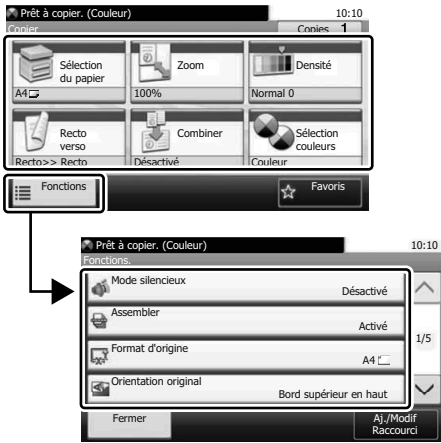 Prêt à copier. (Couleur) 10:10
Copier Copies 1
Sélection du papier
A4
Zoom
100%
Densité
Normal 0
Recto verso
Recto>> Recto
Combiner
Désactivé
Sélection couleurs
Couleur
Fonctions
Favoris
Prêt à copier. (Couleur) 10:10
Fonctions.
Mode silencieux
Désactivé
Assembler
Activé
1/5
Format d'origine
A4
Orientation original
Bord supérieur en haut
Fermer
Aj./Modif
Raccourci